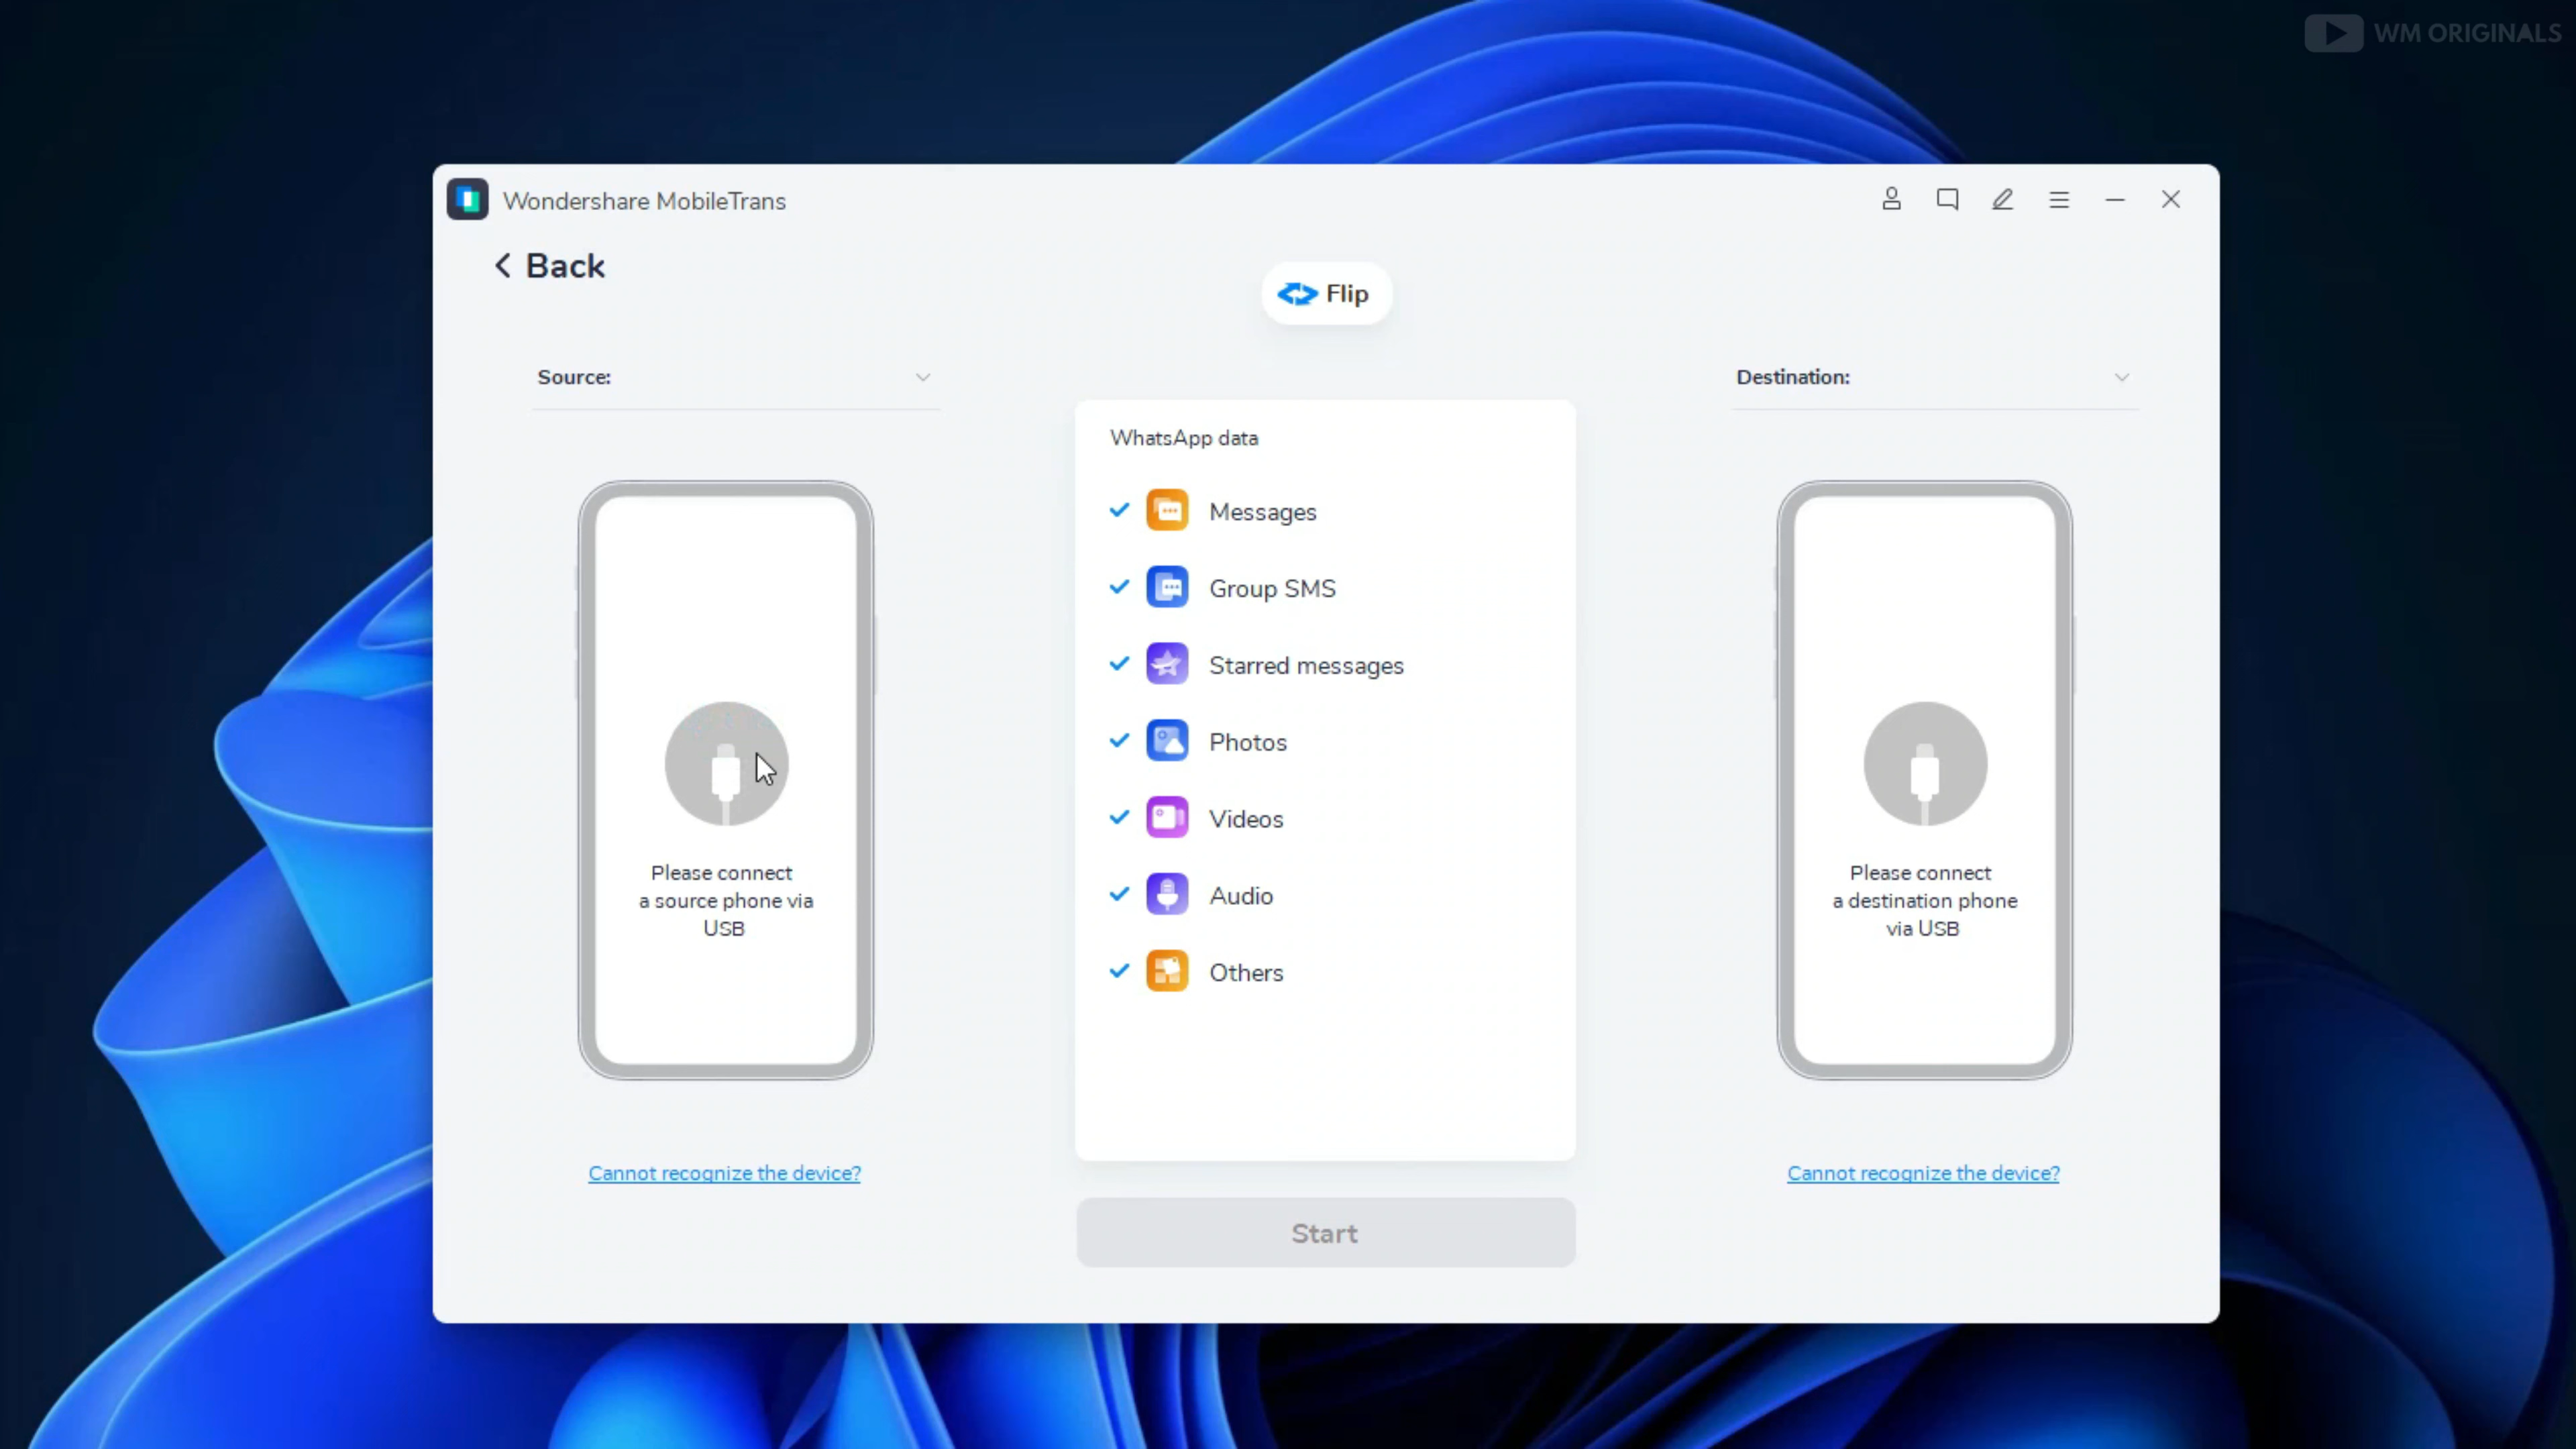 WM ORIGINALS
Wondershare MobileTrans
Back
Flip
Source:
Destination:
WhatsApp data
Messages
Group SMS
Starred messages
Photos
Videos
Audio
Others
Please connect
a source phone via
USB
Please connect
a destination phone
via USB
Cannot recognize the device?
Cannot recognize the device?
Start